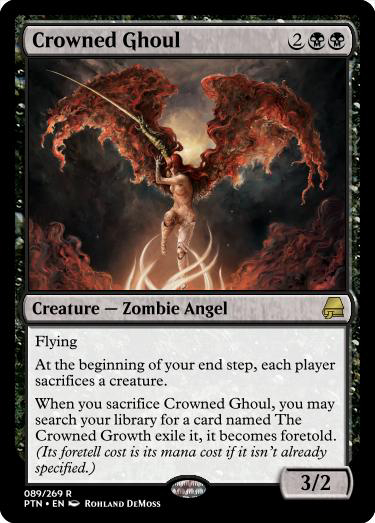 Crowned Ghoul 2
Creature — Zombie Angel
Flying
At the beginning of your end step, each player
sacrifices a creature.
When you sacrifice Crowned Ghoul, you may
search your library for a card named The
Crowned Growth exile it, it becomes foretold.
(Its foretell cost is its mana cost if it isn't already
specified.)
3/2
089/269 R
PTN • EN Rohland DeMoss